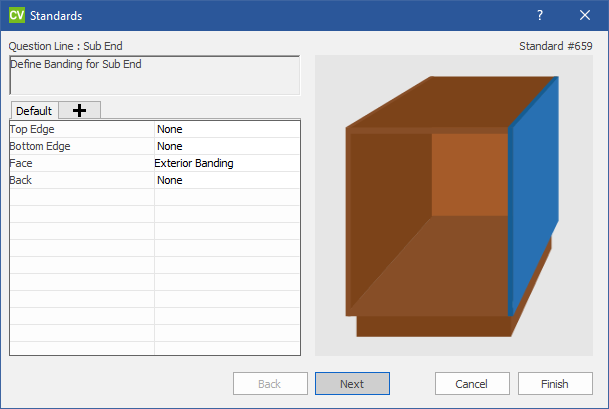 CV Standards ?
Question Line : Sub End Standard #659
Define Banding for Sub End
Default
Top Edge None
Bottom Edge None
Face Exterior Banding
Back None
Back Next Cancel Finish